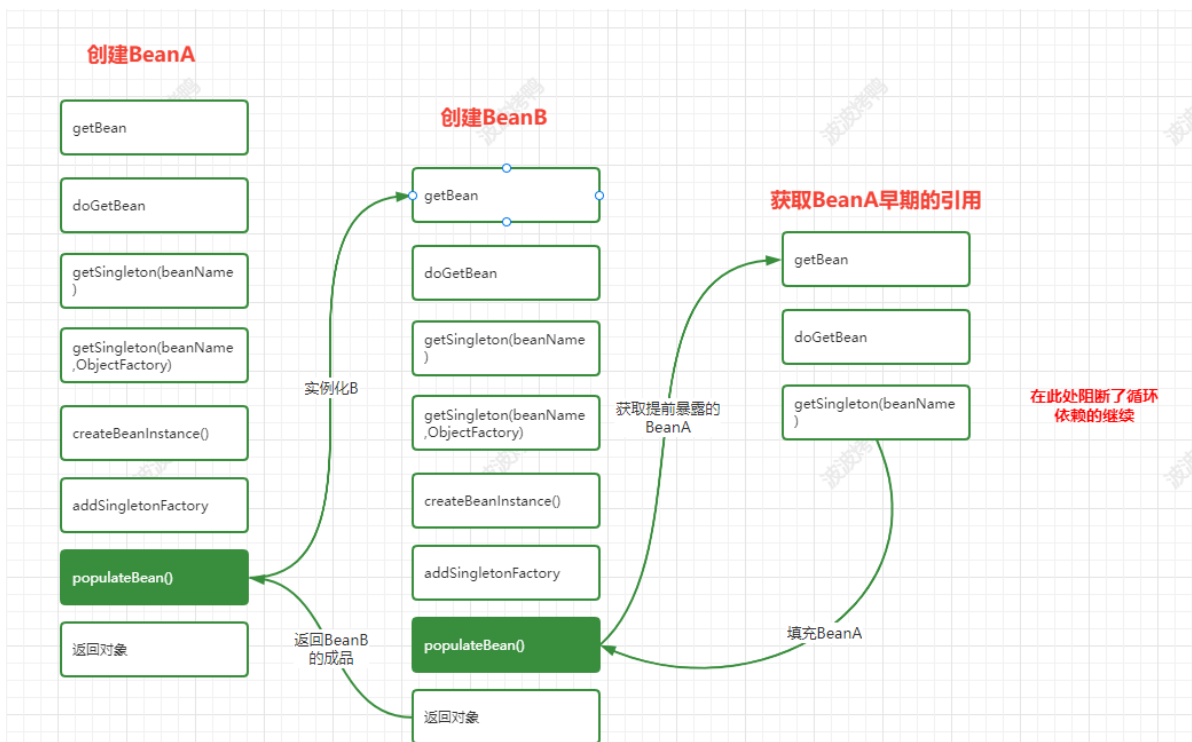 创建BeanA
getBean
doGetBean
getSingleton(beanName
)
getSingleton(beanName
,ObjectFactory)
createBeanInstance()
addSingletonFactory
populateBean()
返回对象
实例化B
返回BeanB
的成品
创建BeanB
getBean
doGetBean
getSingleton(beanName
)
getSingleton(beanName
,ObjectFactory)
createBeanInstance()
addSingletonFactory
populateBean()
返回对象
获取提前暴露的
BeanA
填充BeanA
获取BeanA早期的引用
getBean
doGetBean
getSingleton(beanName
)
在此处阻断了循环
依赖的继续
波波烤鸭